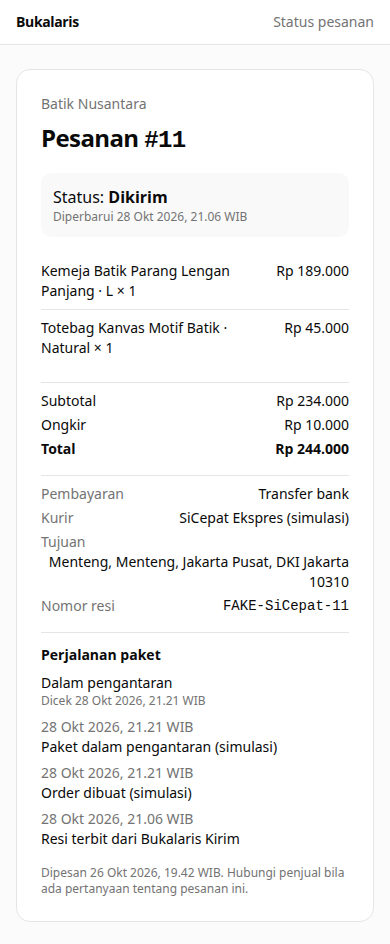 Bukalaris Status pesanan
Batik Nusantara
Pesanan #11
Status: Dikirim
Diperbarui 28 Okt 2026, 21.06 WIB
Kemeja Batik Parang Lengan Rp 189.000
Panjang · L × 1
Totebag Kanvas Motif Batik · Rp 45.000
Natural × 1
Subtotal Rp 234.000
Ongkir Rp 10.000
Total Rp 244.000
Pembayaran Transfer bank
Kurir SiCepat Ekspres (simulasi)
Tujuan
Menteng, Menteng, Jakarta Pusat, DKI Jakarta
10310
Nomor resi FAKE-SiCepat-11
Perjalanan paket
Dalam pengantaran
Dicek 28 Okt 2026, 21.21 WIB
28 Okt 2026, 21.21 WIB
Paket dalam pengantaran (simulasi)
28 Okt 2026, 21.21 WIB
Order dibuat (simulasi)
28 Okt 2026, 21.06 WIB
Resi terbit dari Bukalaris Kirim
Dipesan 26 Okt 2026, 19.42 WIB. Hubungi penjual bila
ada pertanyaan tentang pesanan ini.